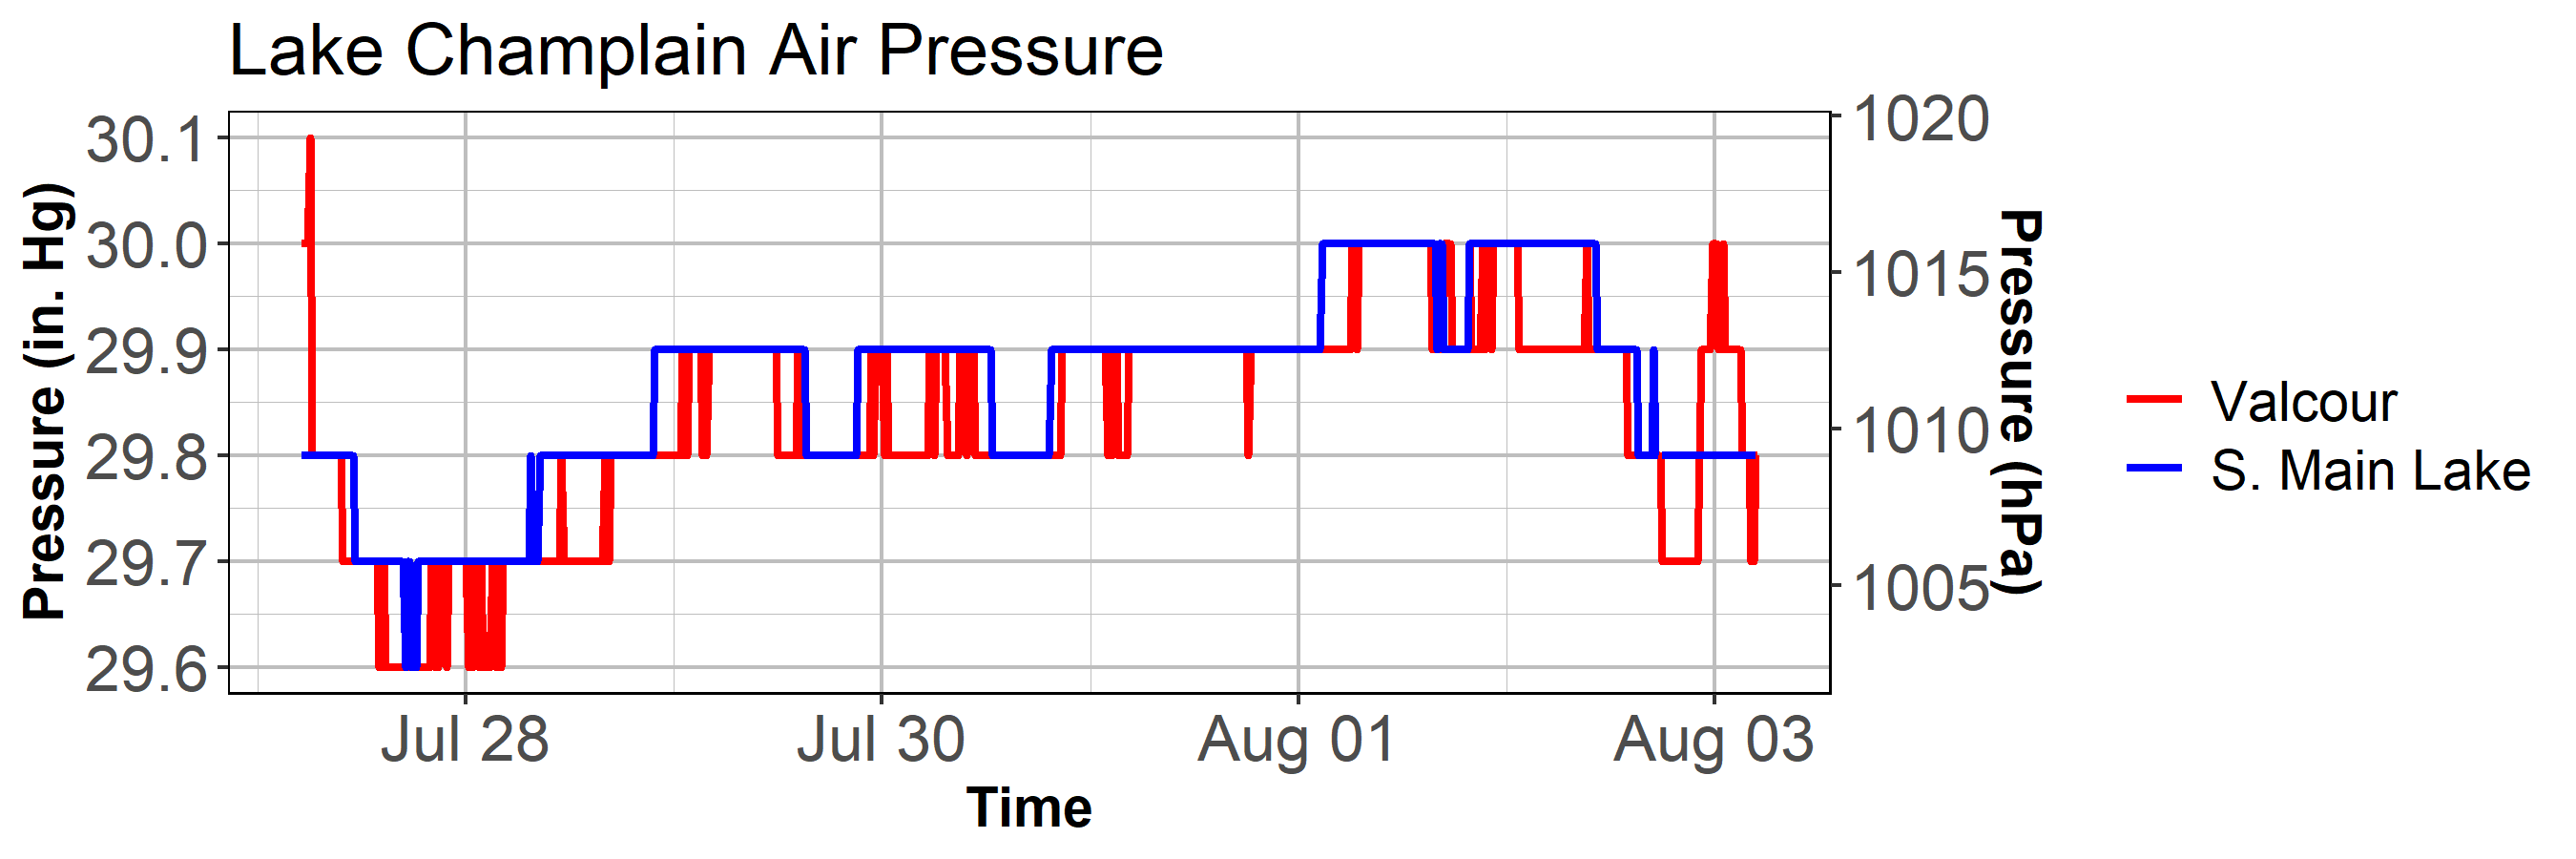 Lake Champlain Air Pressure
30.1
30.0
29.9
29.8
29.7
29.6
Pressure (in. Hg)
1020
1015
1010
1005
Pressure (hPa)
Jul 28
Jul 30
Aug 01
Aug 03
Time
Valcour
S. Main Lake